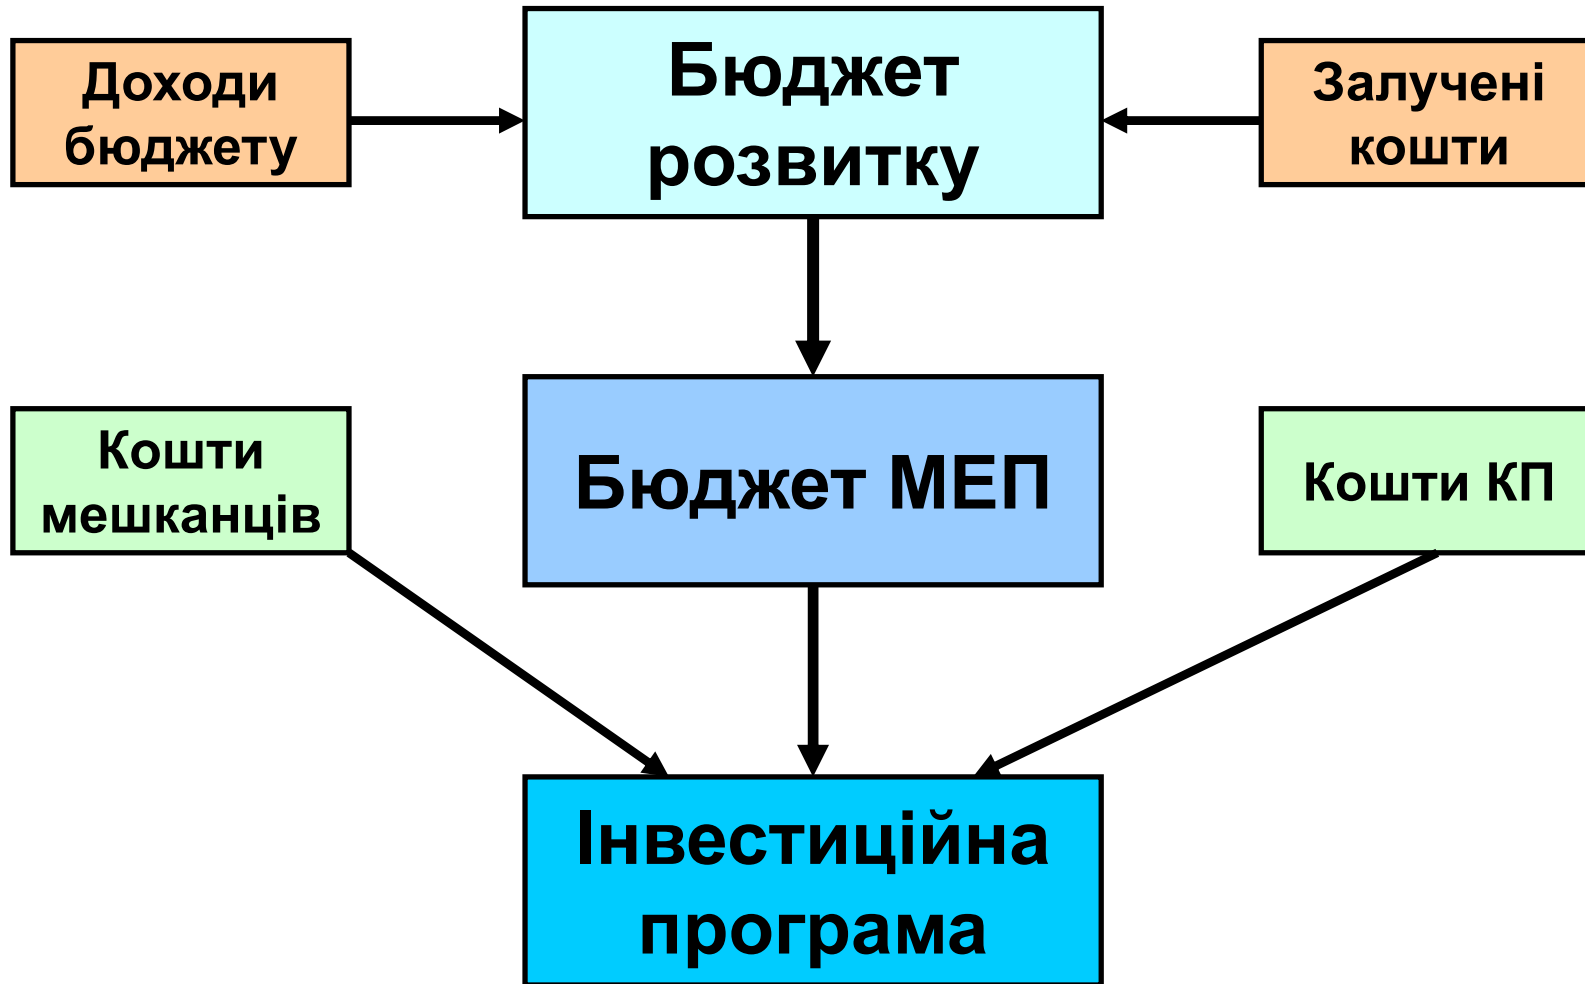 Доходи
бюджету
Бюджет
розвитку
Залучені
кошти
Кошти
мешканців
Бюджет МЕП
Кошти КП
Інвестиційна
програма